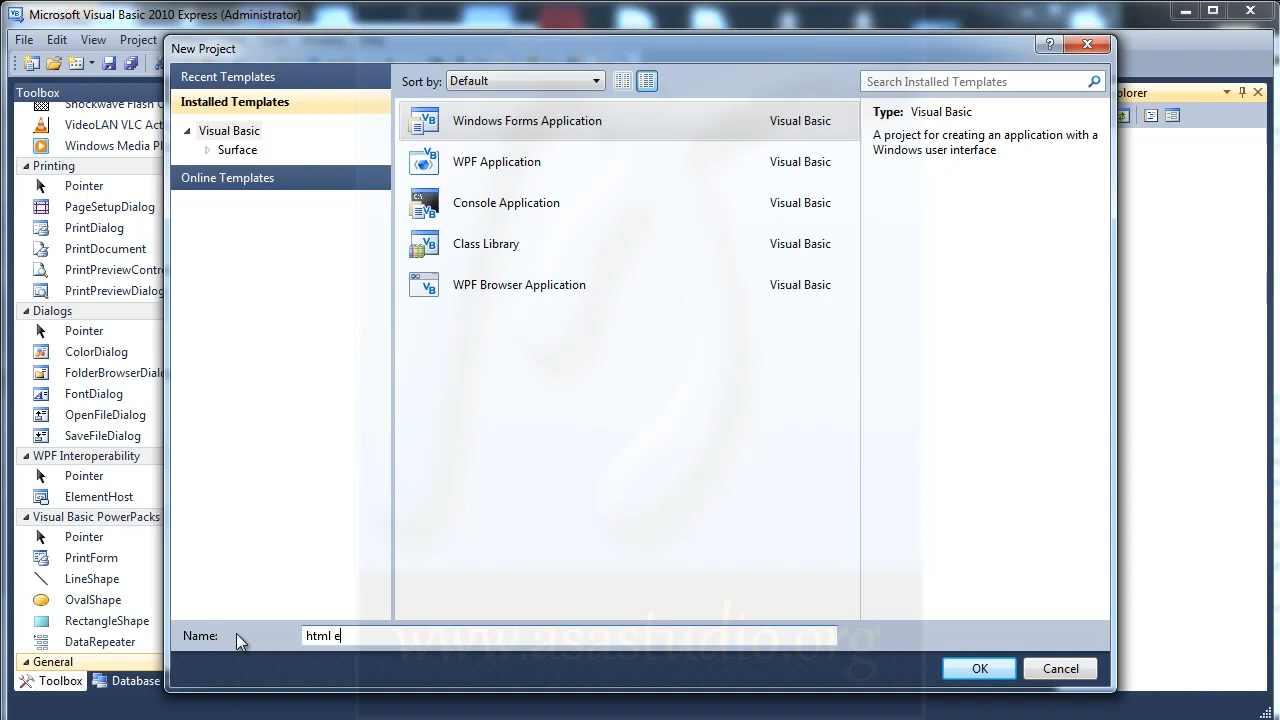 Microsoft Visual Basic 2010 Express (Administrator)
File Edit View Project
New Project
Toolbox
Shockwave Flash C
VideoLAN VLC Act
Windows Media Pl
Printing
Pointer
PageSetupDialog
PrintDialog
PrintDocument
PrintPreviewContr
PrintPreviewDialog
Dialogs
Pointer
ColorDialog
FolderBrowserDialo
FontDialog
OpenFileDialog
SaveFileDialog
WPF Interoperability
Pointer
ElementHost
Visual Basic PowerPacks
Pointer
PrintForm
LineShape
OvalShape
RectangleShape
DataRepeater
General
Toolbox Database
Recent Templates
Installed Templates
Visual Basic
Surface
Online Templates
Sort by: Default
Search Installed Templates
Windows Forms Application Visual Basic
WPF Application Visual Basic
Console Application Visual Basic
Class Library Visual Basic
WPF Browser Application Visual Basic
Type: Visual Basic
A project for creating an application with a
Windows user interface
plorer
Name: html e
www.asastudio.org
OK Cancel